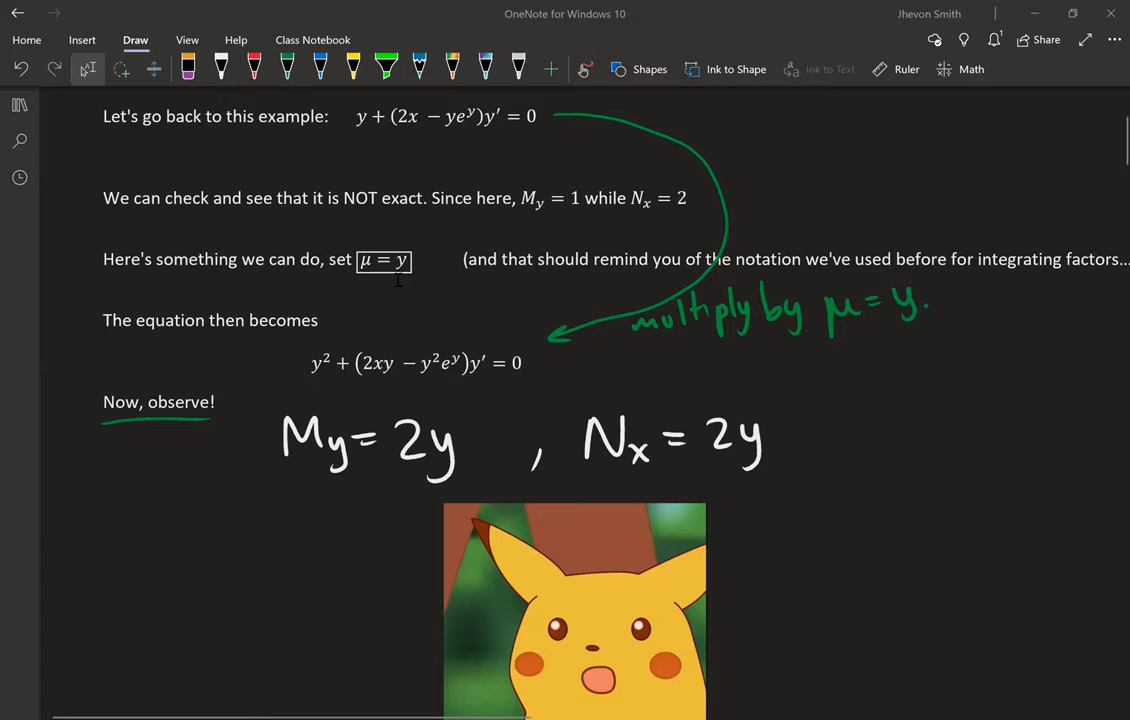 OneNote for Windows 10
Jhevon Smith
Home Insert Draw View Help Class Notebook
Share
Shapes Ink to Shape Ink to Text Ruler Math
Let's go back to this example: y + (2x − yeʸ)y′ = 0
We can check and see that it is NOT exact. Since here, M_y = 1 while N_x = 2
Here's something we can do, set μ = y (and that should remind you of the notation we've used before for integrating factors...
multiply by μ = y.
The equation then becomes
y² + (2xy − y²eʸ)y′ = 0
Now, observe!
M_y = 2y , N_x = 2y